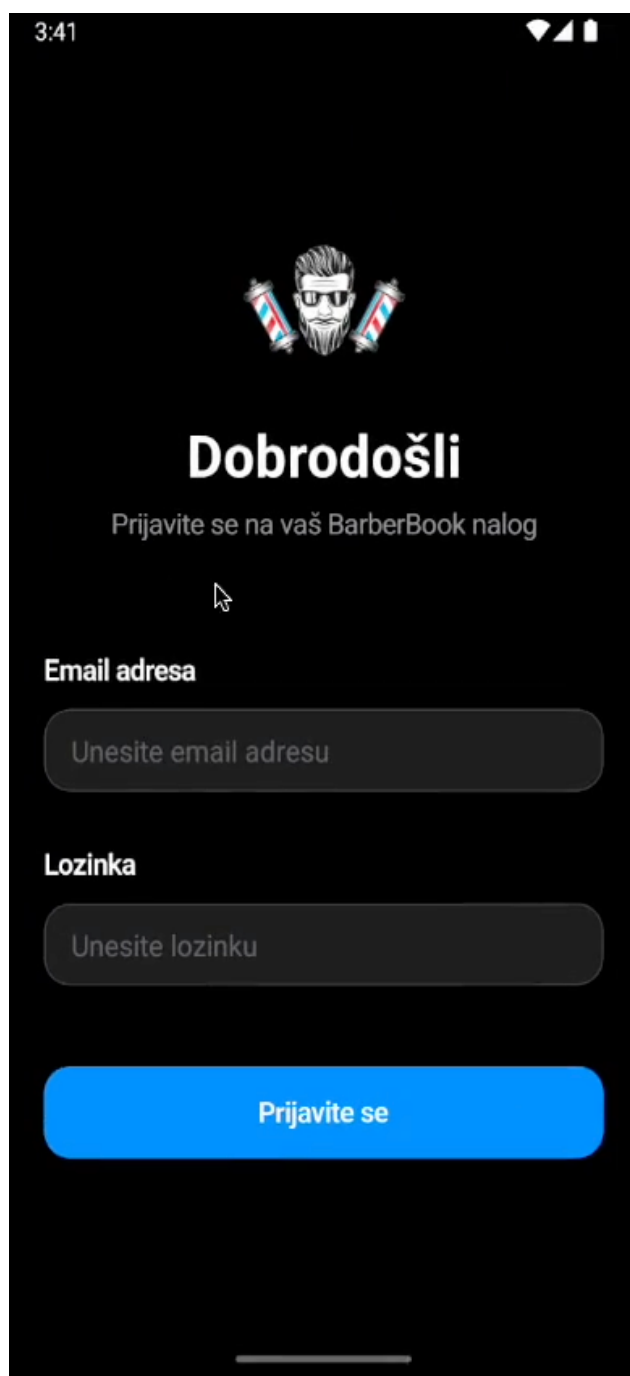 3:41
Dobrodošli
Prijavite se na vaš BarberBook nalog
Email adresa
Unesite email adresu
Lozinka
Unesite lozinku
Prijavite se